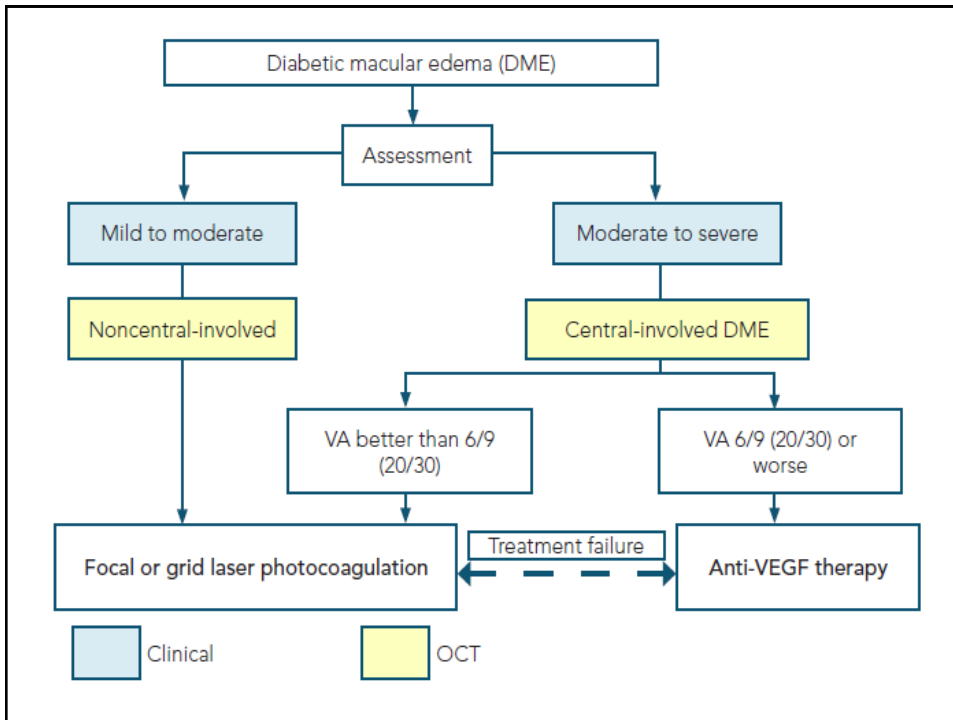 Diabetic macular edema (DME)
Assessment
Mild to moderate
Moderate to severe
Noncentral-involved
Central-involved DME
VA better than 6/9
(20/30)
VA 6/9 (20/30) or
worse
Treatment failure
Focal or grid laser photocoagulation
Anti-VEGF therapy
Clinical
OCT